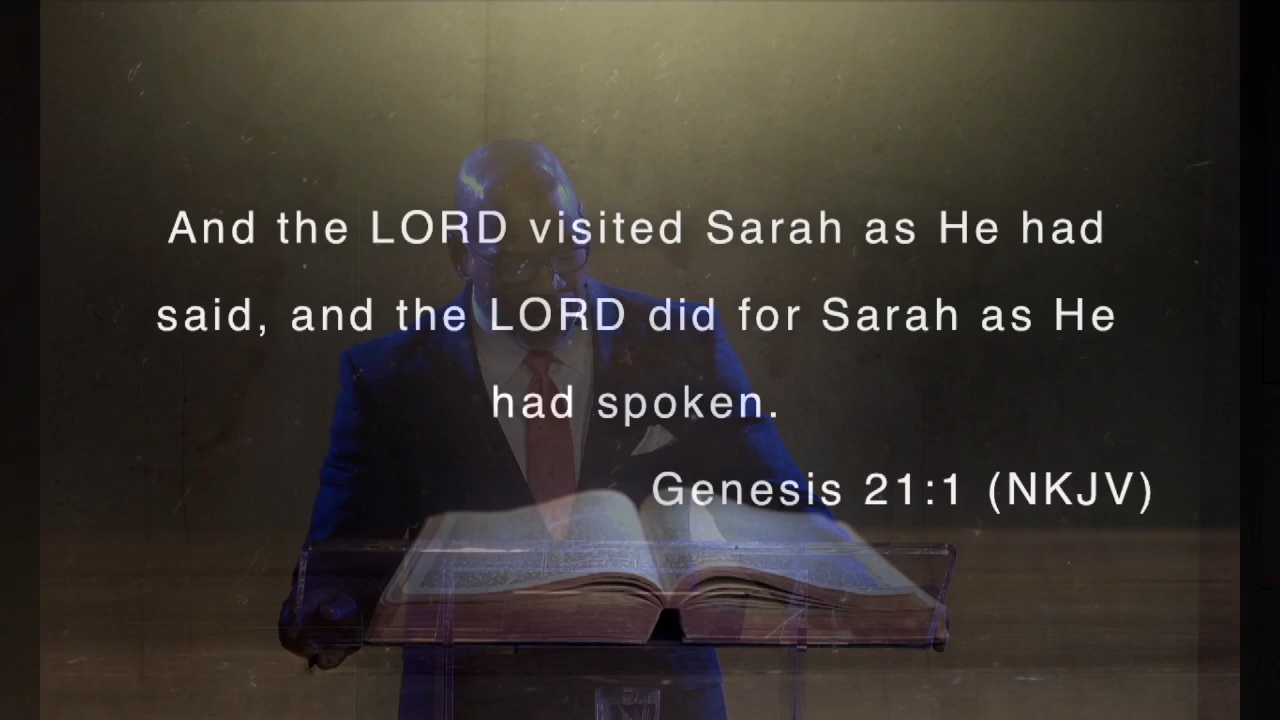 And the LORD visited Sarah as He had
said, and the LORD did for Sarah as He
had spoken.
Genesis 21:1 (NKJV)